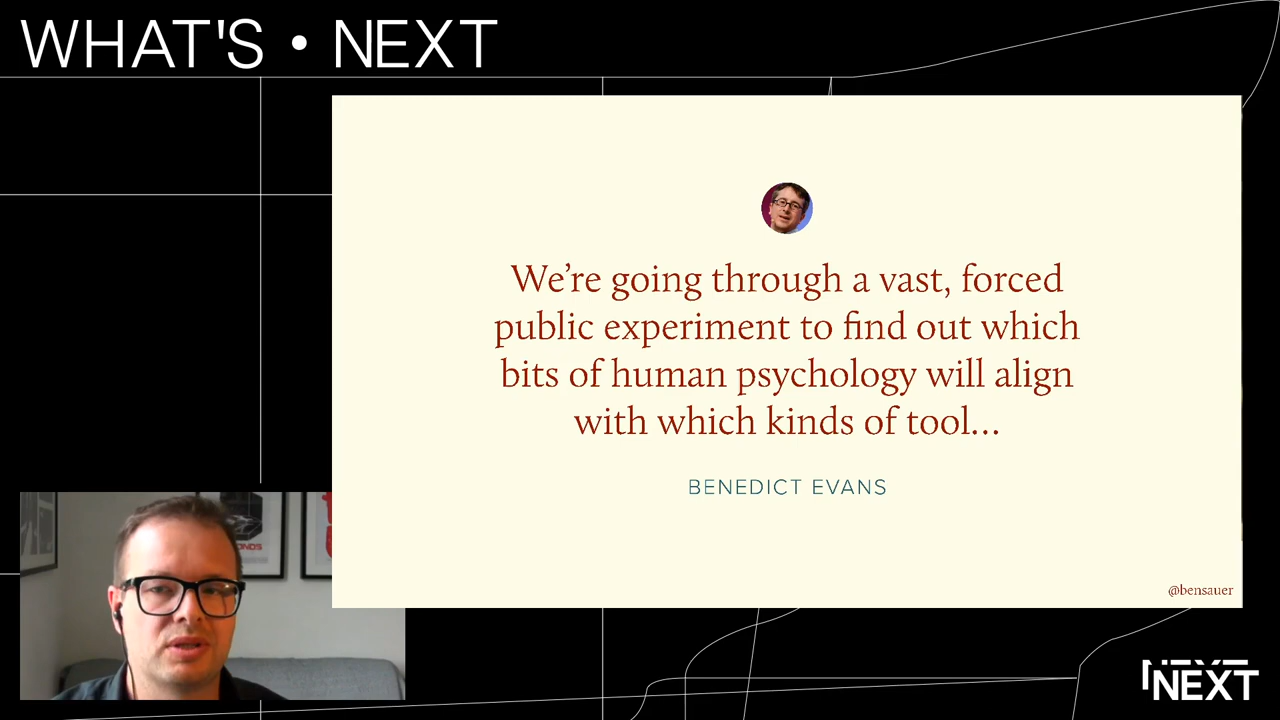 WHAT'S • NEXT
We're going through a vast, forced
public experiment to find out which
bits of human psychology will align
with which kinds of tool...
BENEDICT EVANS
@bensauer
NEXT